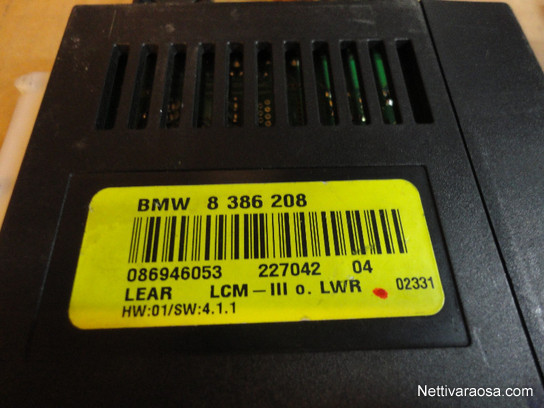 BMW 8 386 208
086946053 227042 04
LEAR LCM-III o. LWR 02331
HW:01/SW:4.1.1
Nettivaraosa.com